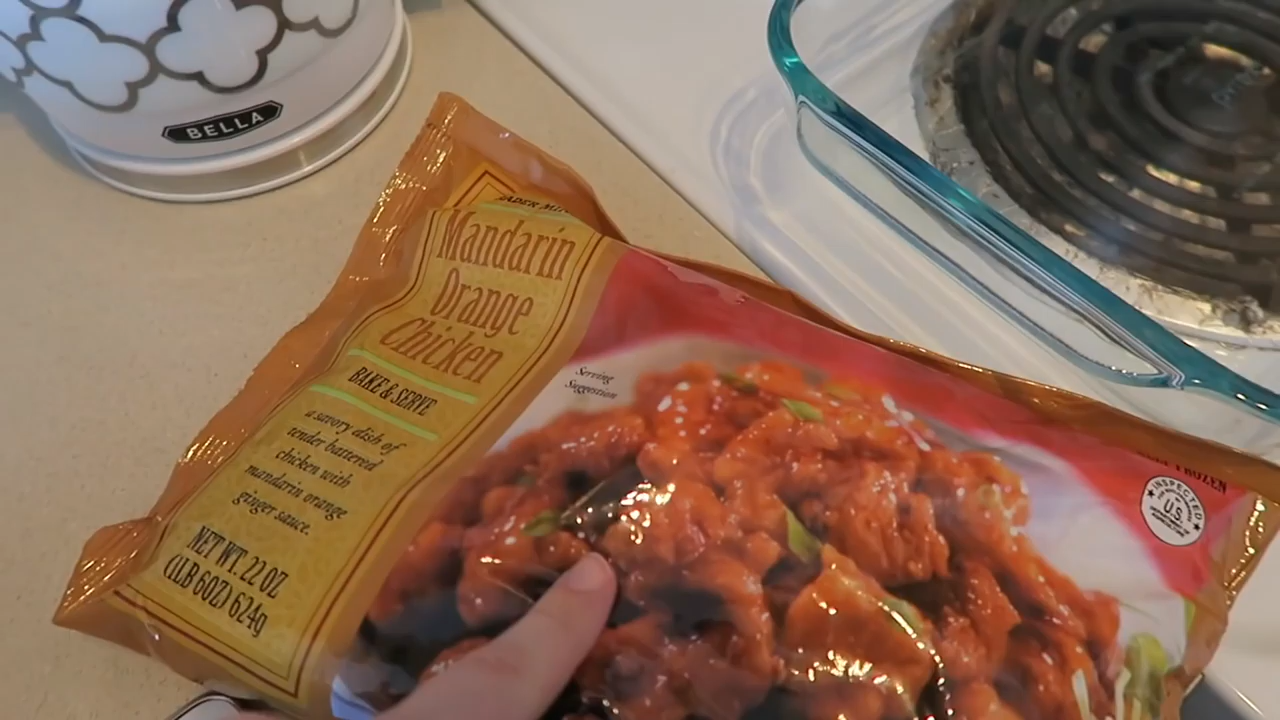 BELLA
Mandarin
Orange
Chicken
BAKE & SERVE
a savory dish of
tender battered
chicken with
mandarin orange
ginger sauce.
NET WT. 22 OZ
(1LB 6OZ) 624g
Serving
Suggestion
FROZEN
INSPECTED
U.S.